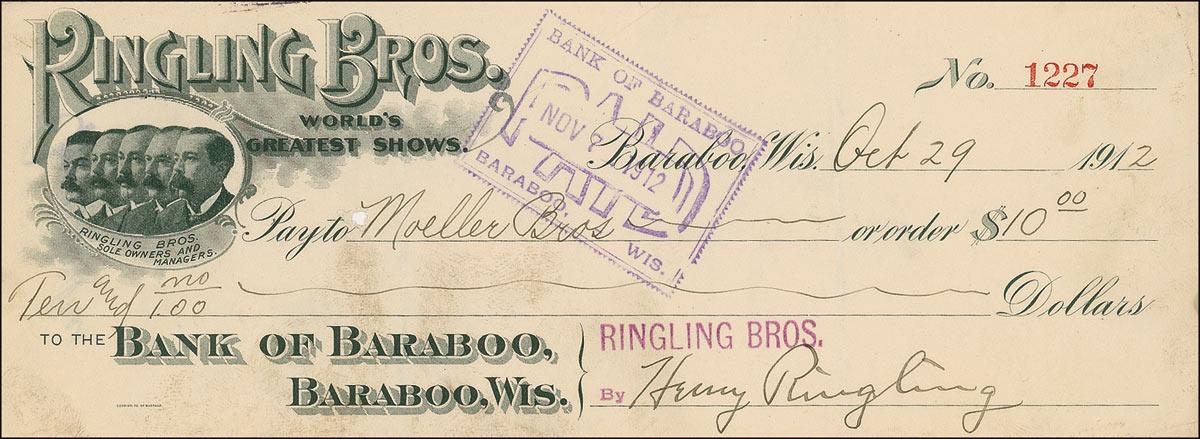 RINGLING BROS.
WORLD'S
GREATEST SHOWS.
RINGLING BROS.
SOLE OWNERS AND
MANAGERS.
No. 1227
BANK OF BARABOO
PAID
NOV 1912
BARABOO, WIS.
Baraboo, Wis. Oct 29 1912
Pay to Moeller Bros or order $10 00
Ten and no/100 Dollars
TO THE BANK OF BARABOO,
BARABOO, WIS.
RINGLING BROS.
By Henry Ringling